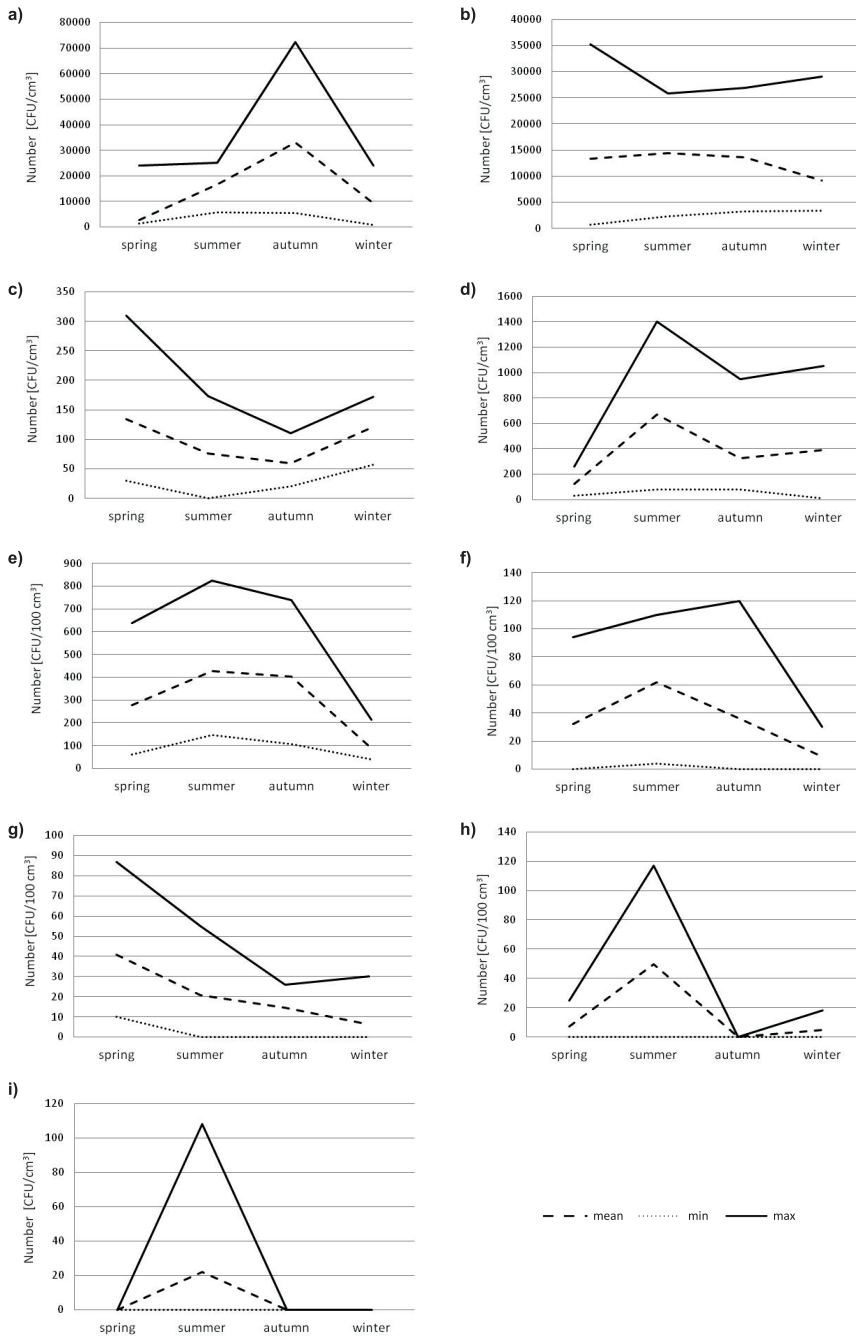 a)
Number [CFU/cm³]
80000
70000
60000
50000
40000
30000
20000
10000
0
spring summer autumn winter
b)
Number [CFU/cm³]
40000
35000
30000
25000
20000
15000
10000
5000
0
spring summer autumn winter
c)
Number [CFU/cm³]
350
300
250
200
150
100
50
0
spring summer autumn winter
d)
Number [CFU/cm³]
1600
1400
1200
1000
800
600
400
200
0
spring summer autumn winter
e)
Number [CFU/100 cm³]
900
800
700
600
500
400
300
200
100
0
spring summer autumn winter
f)
Number [CFU/100 cm³]
140
120
100
80
60
40
20
0
spring summer autumn winter
g)
Number [CFU/100 cm³]
100
90
80
70
60
50
40
30
20
10
0
spring summer autumn winter
h)
Number [CFU/100 cm³]
140
120
100
80
60
40
20
0
spring summer autumn winter
i)
Number [CFU/cm³]
120
100
80
60
40
20
0
spring summer autumn winter
mean min max